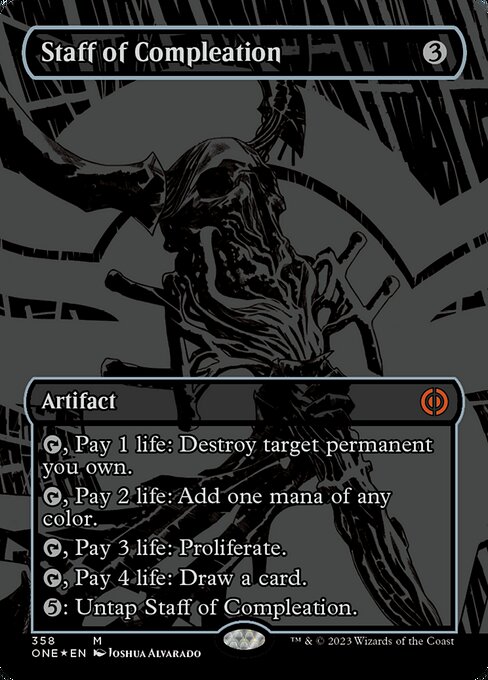 Staff of Compleation
3
Artifact
, Pay 1 life: Destroy target permanent
you own.
, Pay 2 life: Add one mana of any
color.
, Pay 3 life: Proliferate.
, Pay 4 life: Draw a card.
5: Untap Staff of Compleation.
358 M
ONE★EN Joshua Alvarado
™ & © 2023 Wizards of the Coast